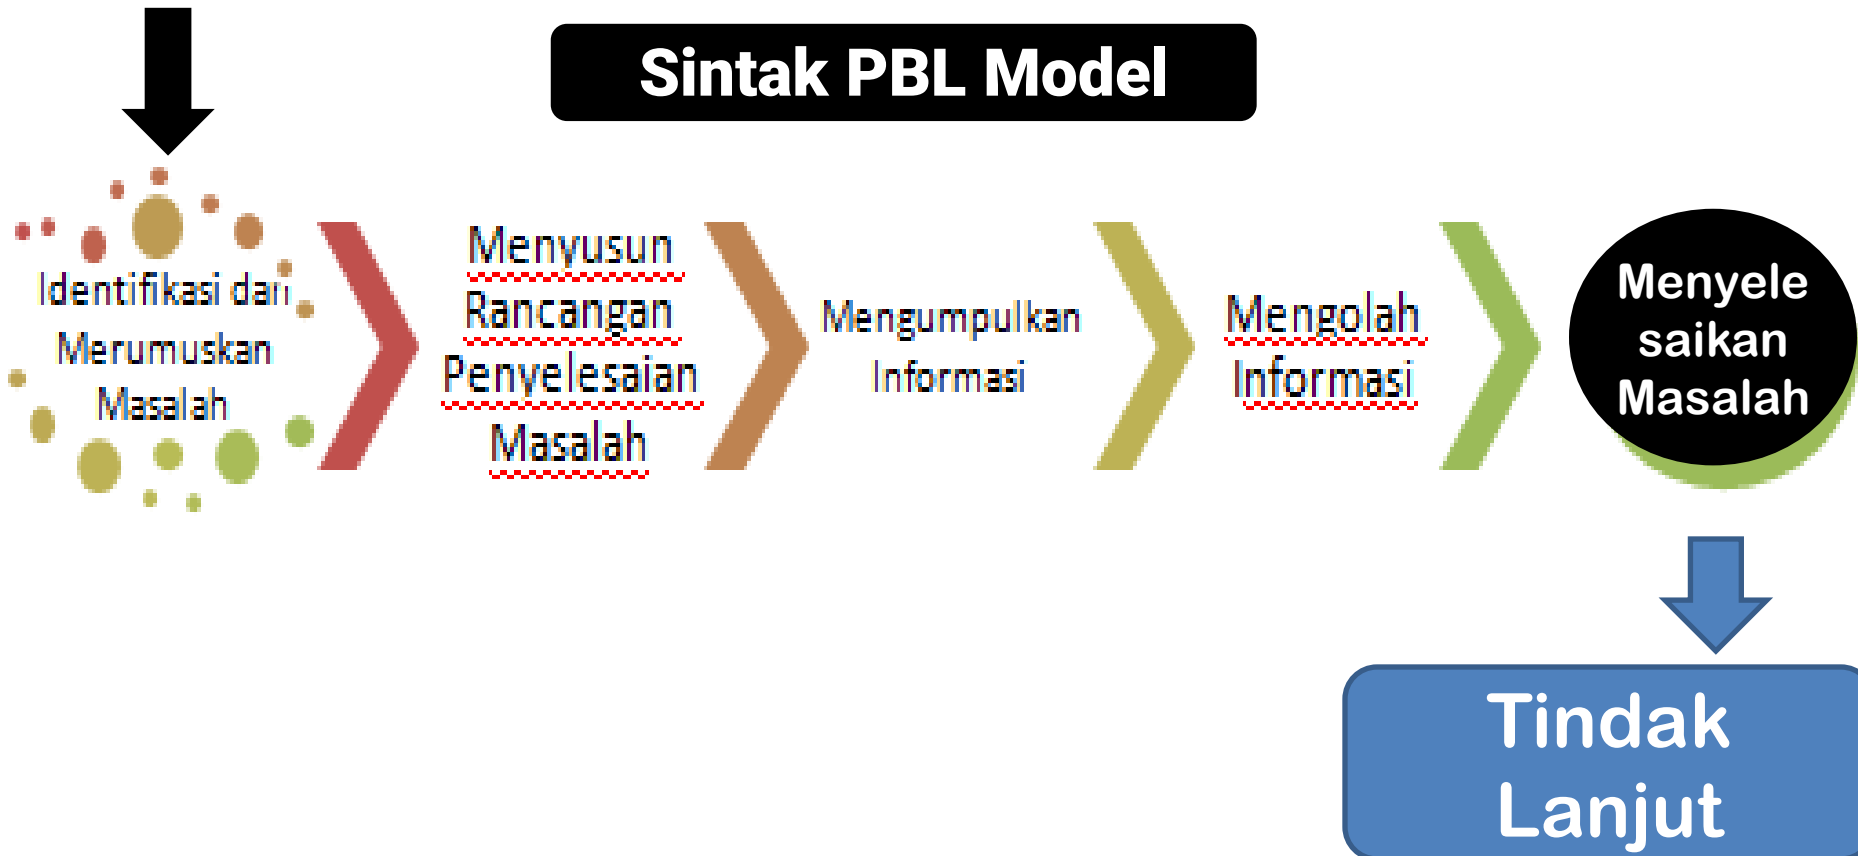 Sintak PBL Model
Identifikasi dan
Merumuskan
Masalah
Menyusun
Rancangan
Penyelesaian
Masalah
Mengumpulkan
Informasi
Mengolah
Informasi
Menyele
saikan
Masalah
Tindak
Lanjut